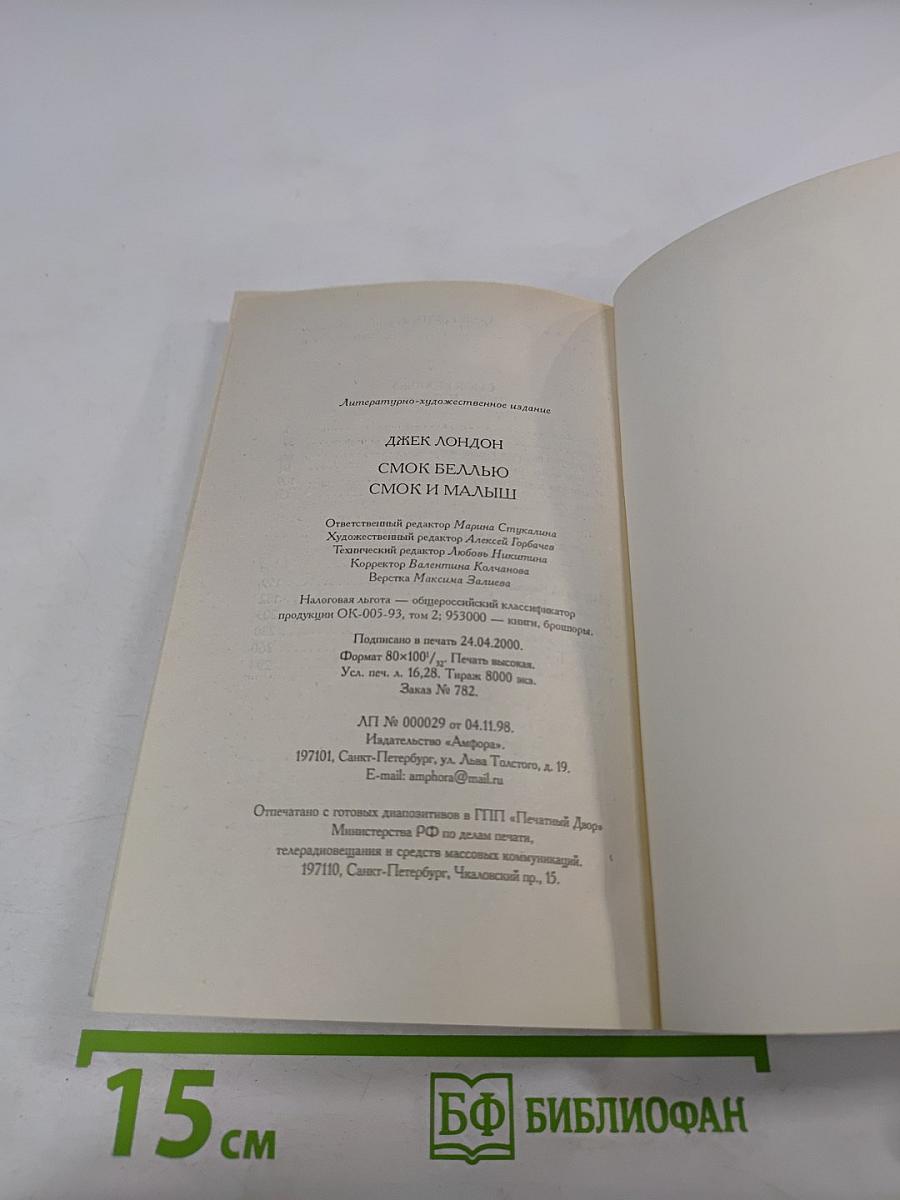 Литературно-художественное издание
ДЖЕК ЛОНДОН
СМОК БЕЛЛЬЮ
СМОК И МАЛЫШ
Ответственный редактор Марина Стукалина
Художественный редактор Алексей Горбачев
Технический редактор Любовь Никитина
Корректор Валентина Колчанова
Верстка Максима Залиева
Налоговая льгота — общероссийский классификатор
продукции ОК-005-93, том 2; 953000 — книги, брошюры.
Подписано в печать 24.04.2000.
Формат 80×100¹/₃₂. Печать высокая.
Усл. печ. л. 16,28. Тираж 8000 экз.
Заказ № 782.
ЛП № 000029 от 04.11.98.
Издательство «Амфора».
197101, Санкт-Петербург, ул. Льва Толстого, д. 19.
E-mail: amphora@mail.ru
Отпечатано с готовых диапозитивов в ГПП «Печатный Двор»
Министерства РФ по делам печати,
телерадиовещания и средств массовых коммуникаций.
197110, Санкт-Петербург, Чкаловский пр., 15.
15 см
БФ БИБЛИОФАН